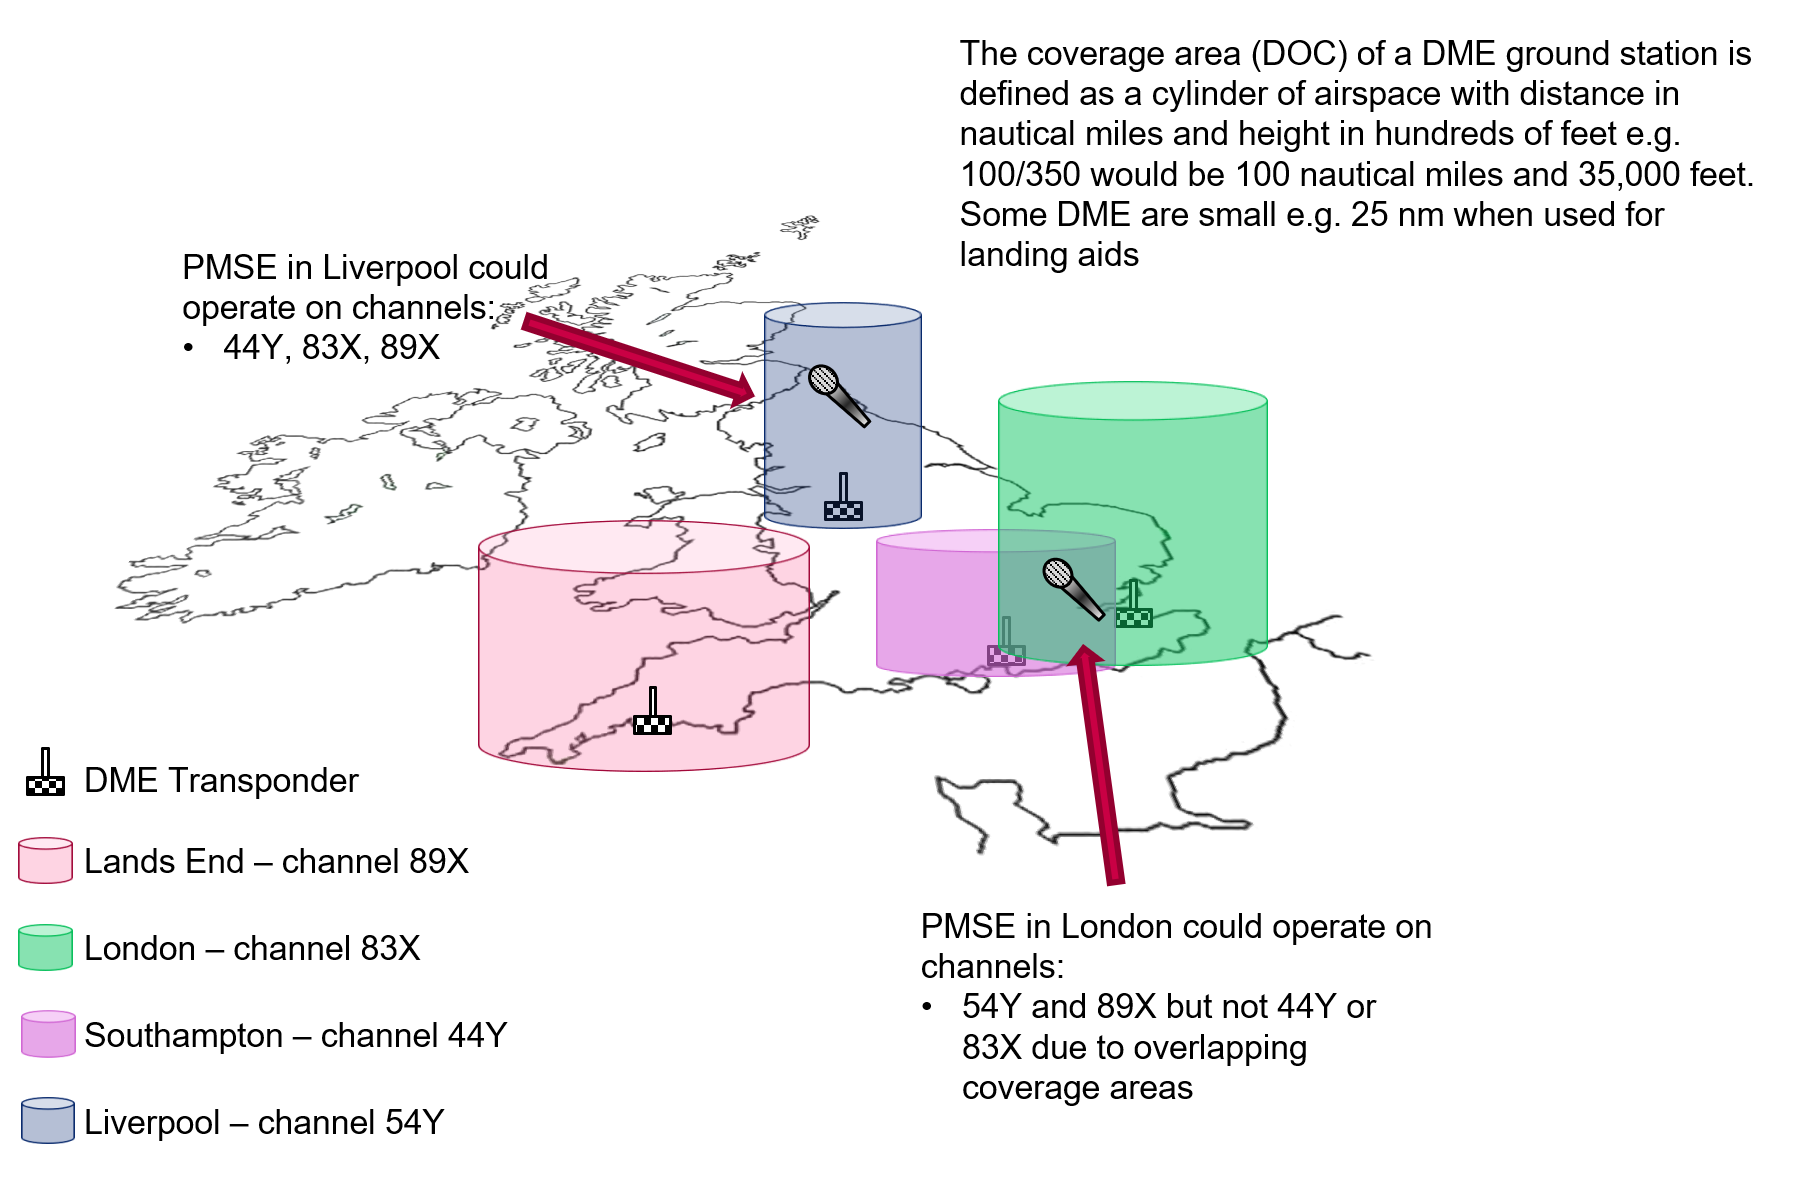 The coverage area (DOC) of a DME ground station is
defined as a cylinder of airspace with distance in
nautical miles and height in hundreds of feet e.g.
100/350 would be 100 nautical miles and 35,000 feet.
Some DME are small e.g. 25 nm when used for
landing aids
PMSE in Liverpool could
operate on channels:
• 44Y, 83X, 89X
DME Transponder
Lands End – channel 89X
London – channel 83X
Southampton – channel 44Y
Liverpool – channel 54Y
PMSE in London could operate on
channels:
• 54Y and 89X but not 44Y or
83X due to overlapping
coverage areas